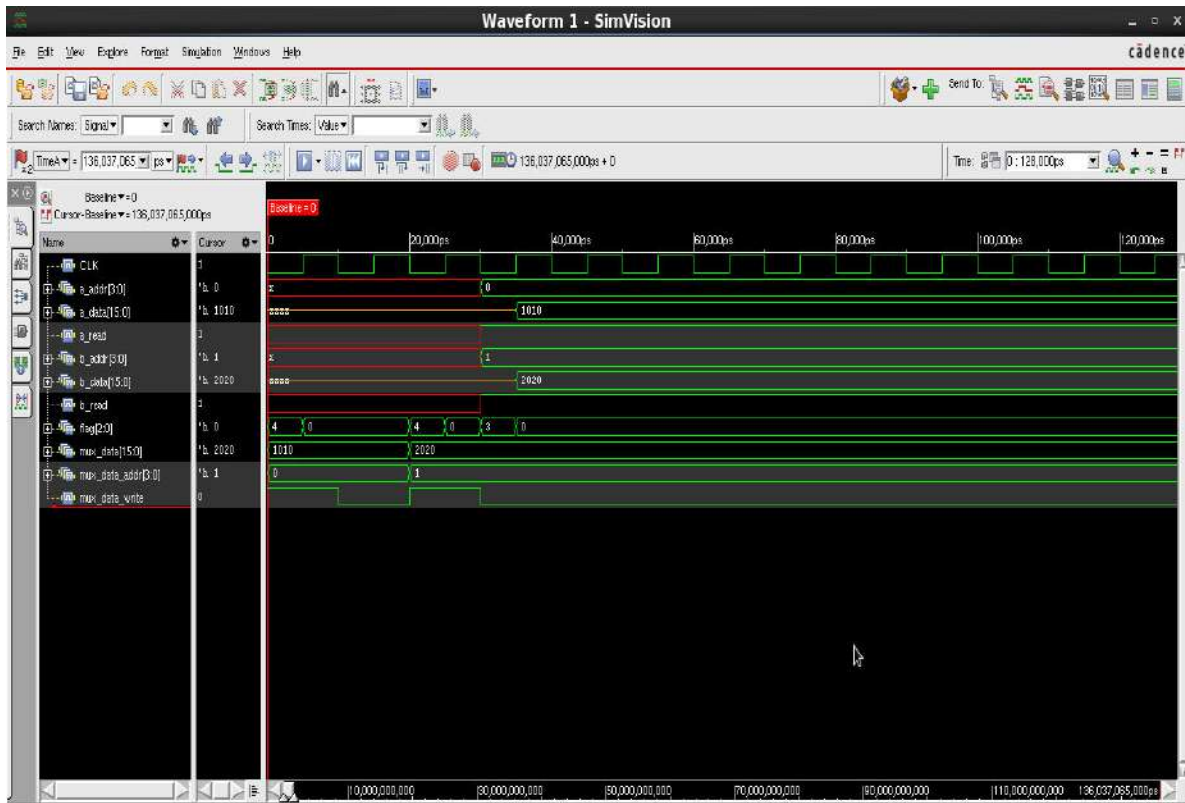 Waveform 1 - SimVision
File Edit View Explore Format Simulation Windows Help
cādence
Send To:
Search Names: Signal
Search Times: Value
TimeA = 136,037,065 ps
136,037,065,000ps + 0
Time: 0 : 128,000ps
Baseline = 0
Cursor-Baseline = 136,037,065,000ps
Baseline = 0
Name Cursor 0 20,000ps 40,000ps 60,000ps 80,000ps 100,000ps 120,000ps
CLK 1
a_addr[3:0] 'h 0 x 0
a_data[15:0] 'h 1010 zzzz 1010
a_read 1
b_addr[3:0] 'h 1 x 1
b_data[15:0] 'h 2020 zzzz 2020
b_read 1
flag[2:0] 'h 0 4 0 4 0 3 0
mux_data[15:0] 'h 2020 1010 2020
mux_data_addr[3:0] 'h 1 0 1
mux_data_write 0
10,000,000,000 30,000,000,000 50,000,000,000 70,000,000,000 90,000,000,000 110,000,000,000 136,037,065,000ps